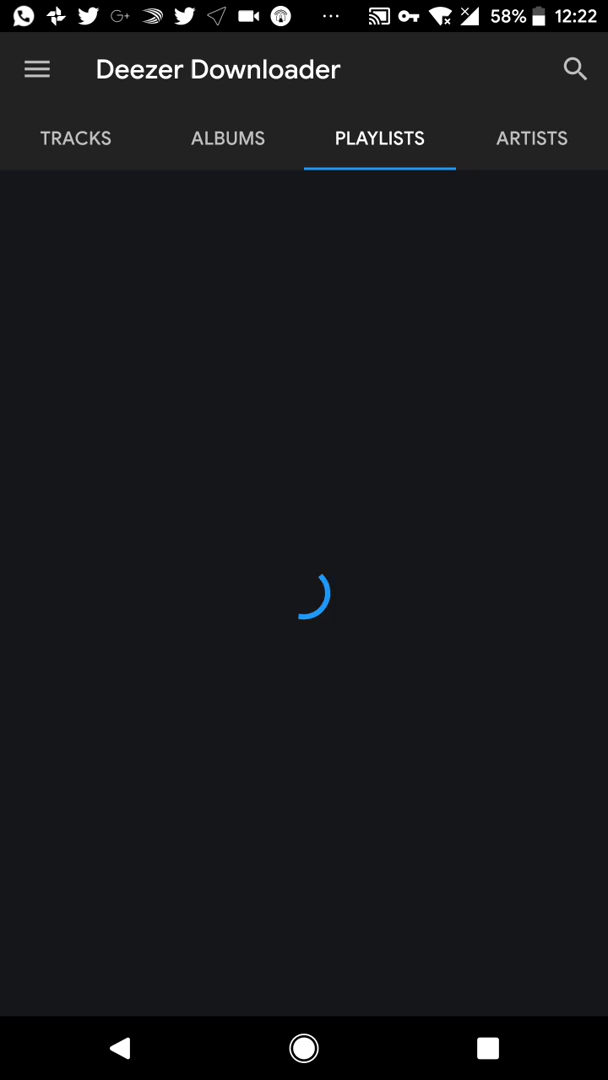 G+ ... 58% 12:22
Deezer Downloader
TRACKS ALBUMS PLAYLISTS ARTISTS